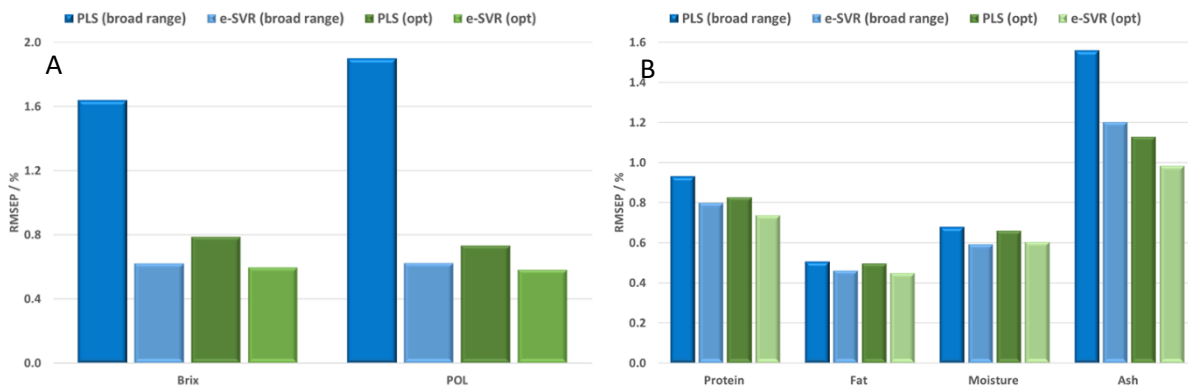 PLS (broad range) e-SVR (broad range) PLS (opt) e-SVR (opt)
A
RMSEP / %
2.0
1.6
1.2
0.8
0.4
0.0
Brix POL
PLS (broad range) e-SVR (broad range) PLS (opt) e-SVR (opt)
B
RMSEP / %
1.6
1.4
1.2
1.0
0.8
0.6
0.4
0.2
0.0
Protein Fat Moisture Ash